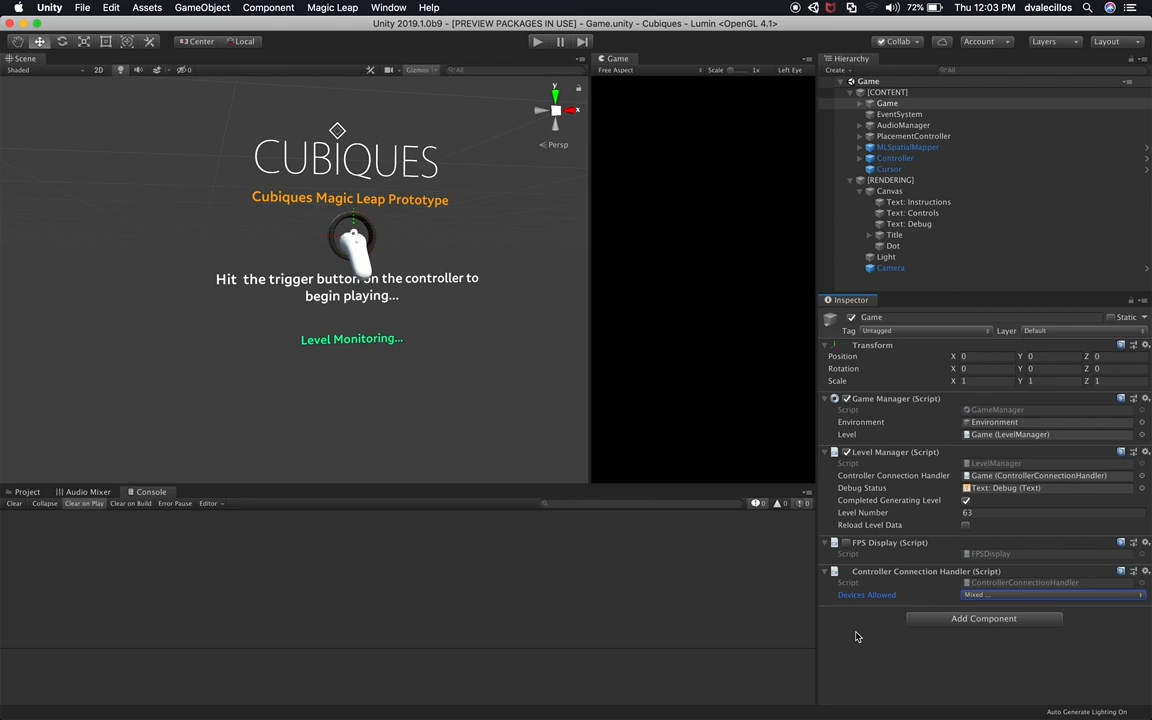 Unity File Edit Assets GameObject Component Magic Leap Window Help 72% Thu 12:03 PM dvalecillos
Unity 2019.1.0b9 - [PREVIEW PACKAGES IN USE] - Game.unity - Cubiques - Lumin <OpenGL 4.1>
Center Local Collab Account Layers Layout
Scene Game Hierarchy
Shaded 2D 0 Gizmos All Free Aspect Scale 1x Left Eye Create All
Game
[CONTENT]
Game
EventSystem
AudioManager
PlacementController
MLSpatialMapper
Controller
Cursor
[RENDERING]
Canvas
Text: Instructions
Text: Controls
Text: Debug
Title
Dot
Light
Camera
y
x
Persp
CUBIQUES
Cubiques Magic Leap Prototype
Hit the trigger button on the controller to
begin playing...
Level Monitoring...
Inspector
Game Static
Tag Untagged Layer Default
Transform
Position X 0 Y 0 Z 0
Rotation X 0 Y 0 Z 0
Scale X 1 Y 1 Z 1
Game Manager (Script)
Script GameManager
Environment Environment
Level Game (LevelManager)
Level Manager (Script)
Script LevelManager
Controller Connection Handler Game (ControllerConnectionHandler)
Debug Status Text: Debug (Text)
Completed Generating Level
Level Number 63
Reload Level Data
FPS Display (Script)
Script FPSDisplay
Controller Connection Handler (Script)
Script ControllerConnectionHandler
Devices Allowed Mixed ...
Add Component
Project Audio Mixer Console
Clear Collapse Clear on Play Clear on Build Error Pause Editor 0 0 0
Auto Generate Lighting On